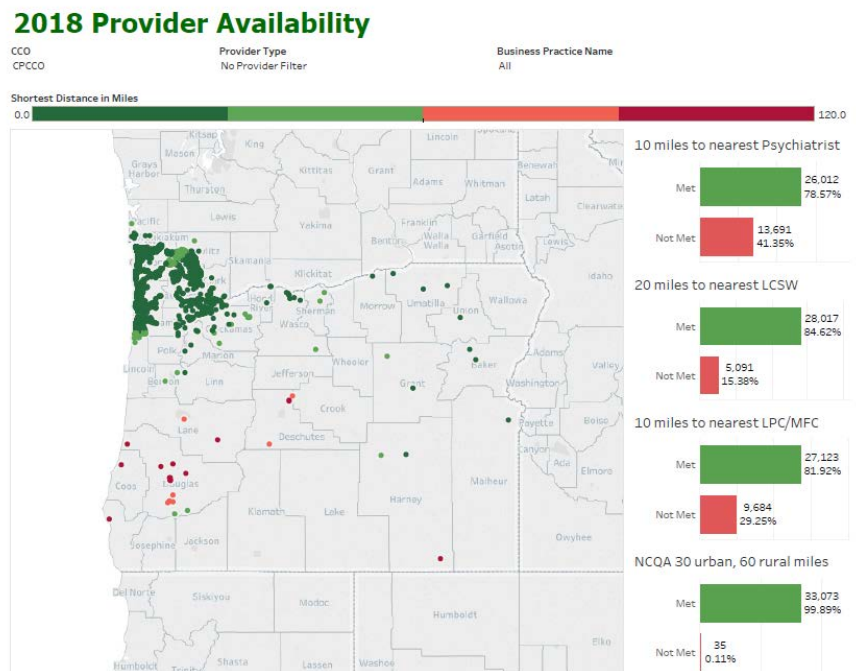 2018 Provider Availability
CCO
Provider Type
Business Practice Name
CPCCO
No Provider Filter
All
Shortest Distance in Miles
0.0
120.0
10 miles to nearest Psychiatrist
Met
26,012
78.57%
Not Met
13,691
41.35%
20 miles to nearest LCSW
Met
28,017
84.62%
Not Met
5,091
15.38%
10 miles to nearest LPC/MFC
Met
27,123
81.92%
Not Met
9,684
29.25%
NCQA 30 urban, 60 rural miles
Met
33,073
99.89%
Not Met
35
0.11%
Kitsap
King
Lincoln
Mason
Grays
Harbor
Kittitas
Grant
Benewah
Thurston
Adams
Whitman
Latah
Clearwate
Lewis
Yakima
Franklin
Walla
Walla
Garfield
Asotin
Lewis
Benton
Skamania
Klickitat
Idaho
Hood
River
Sherman
Wasco
Morrow
Umatilla
Union
Wallowa
Polk
Marion
Wheeler
Baker
Adams
Valley
Lincoln
Linn
Jefferson
Grant
Washington
Crook
Lane
Deschutes
Payette
Boise
Canyon
Ada
Elmore
Coos
Malheur
Klamath
Lake
Harney
Owyhee
Josephine
Jackson
Del Norte
Siskiyou
Modoc
Humboldt
Elko
Humboldt
Shasta
Lassen
Washoe